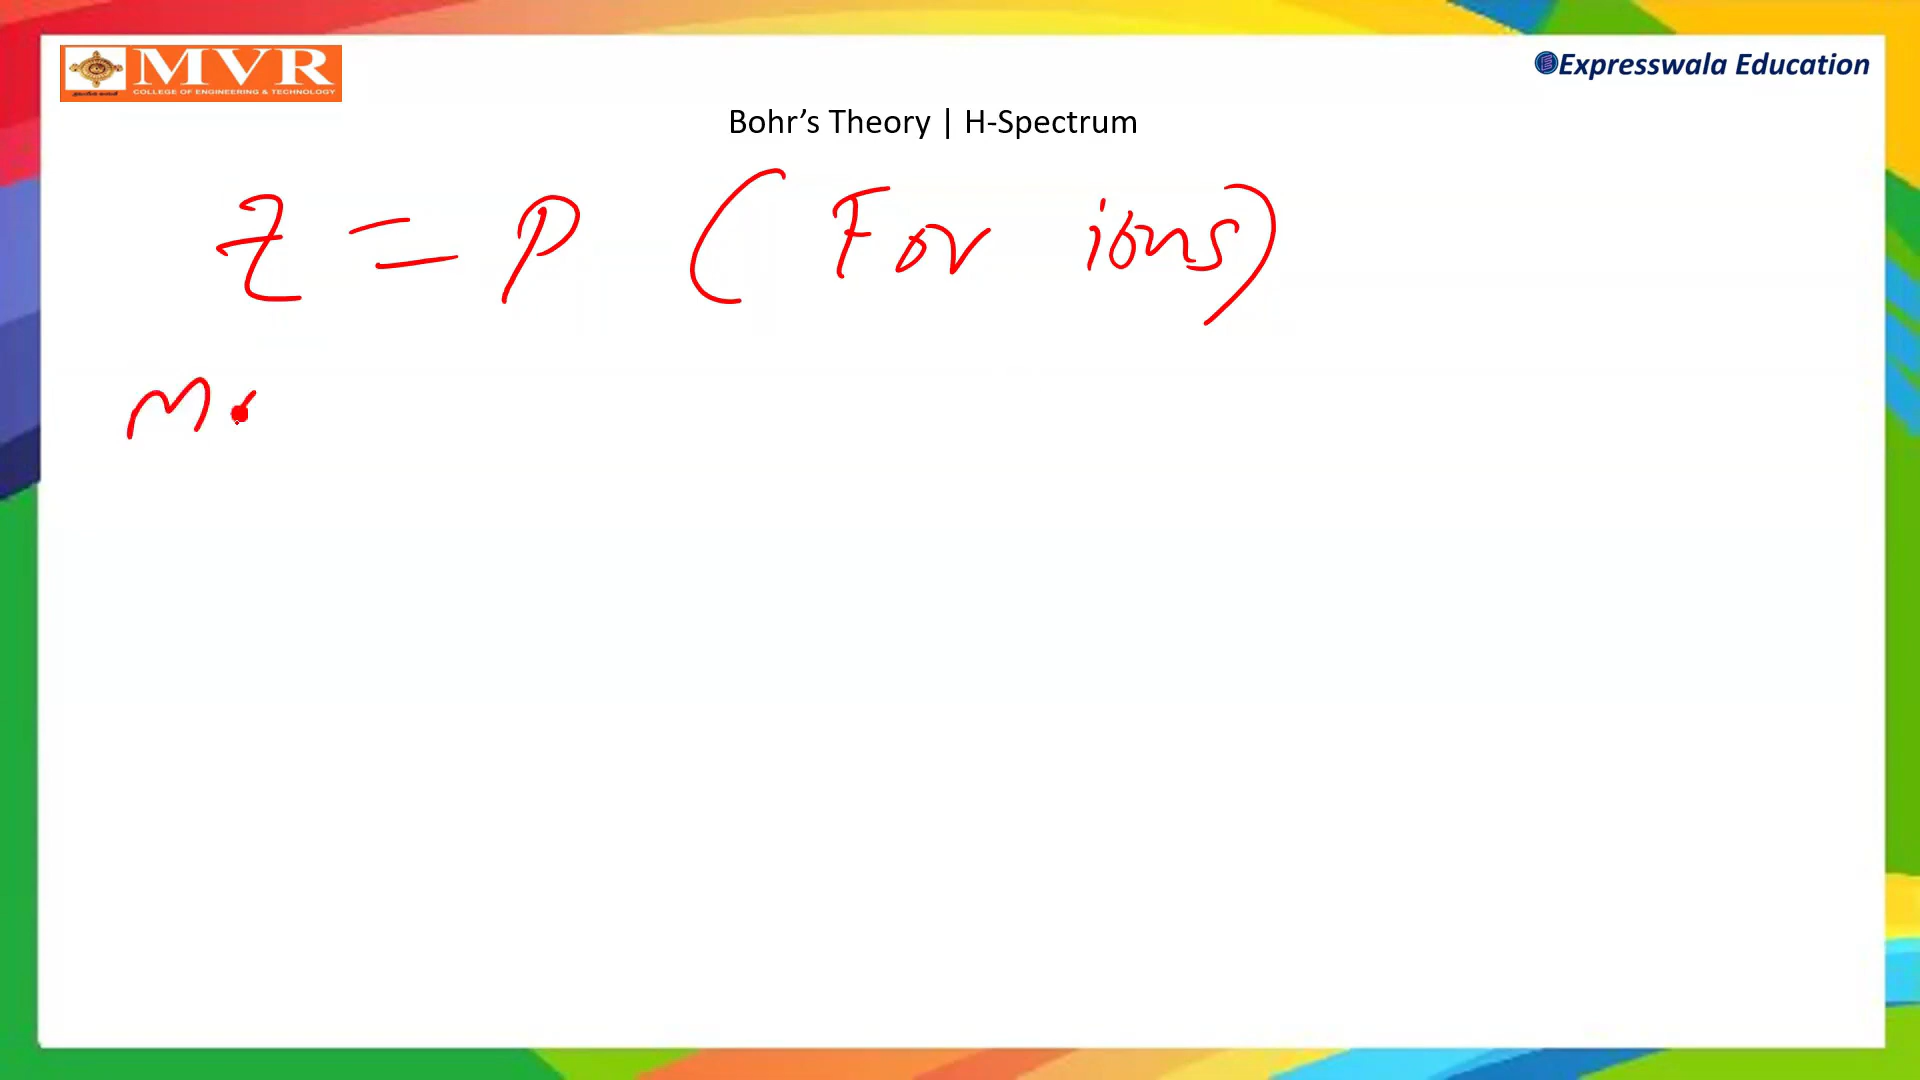 MVR
COLLEGE OF ENGINEERING & TECHNOLOGY
Expresswala Education
Bohr's Theory | H-Spectrum
Z = P ( For ions)
M